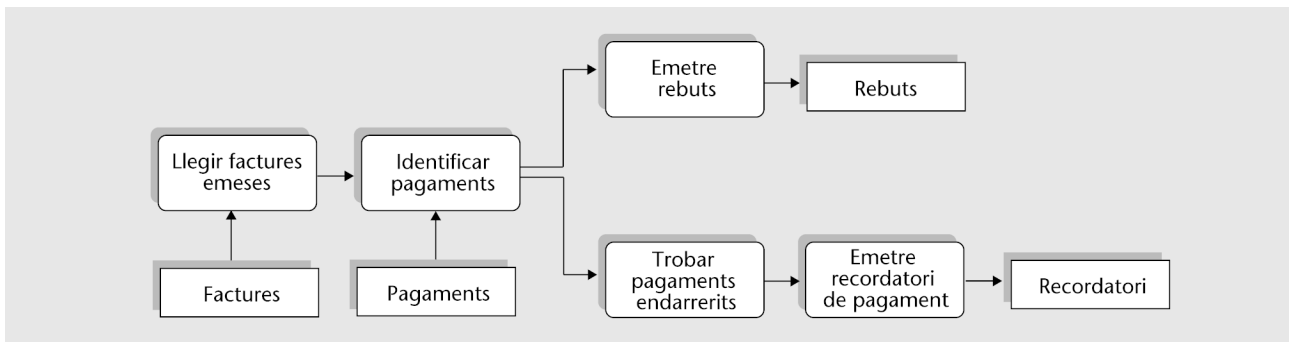 Emetre
rebuts
Rebuts
Llegir factures
emeses
Identificar
pagaments
Factures
Pagaments
Trobar
pagaments
endarrerits
Emetre
recordatori
de pagament
Recordatori